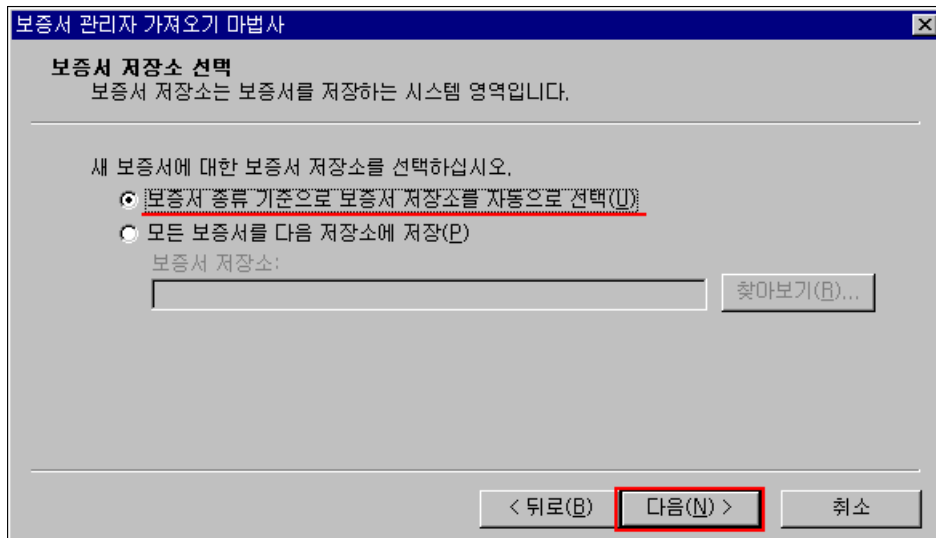 보증서 관리자 가져오기 마법사
보증서 저장소 선택
보증서 저장소는 보증서를 저장하는 시스템 영역입니다.
새 보증서에 대한 보증서 저장소를 선택하십시오.
보증서 종류 기준으로 보증서 저장소를 자동으로 선택(U)
모든 보증서를 다음 저장소에 저장(P)
보증서 저장소:
찾아보기(R)...
< 뒤로(B) 다음(N) > 취소